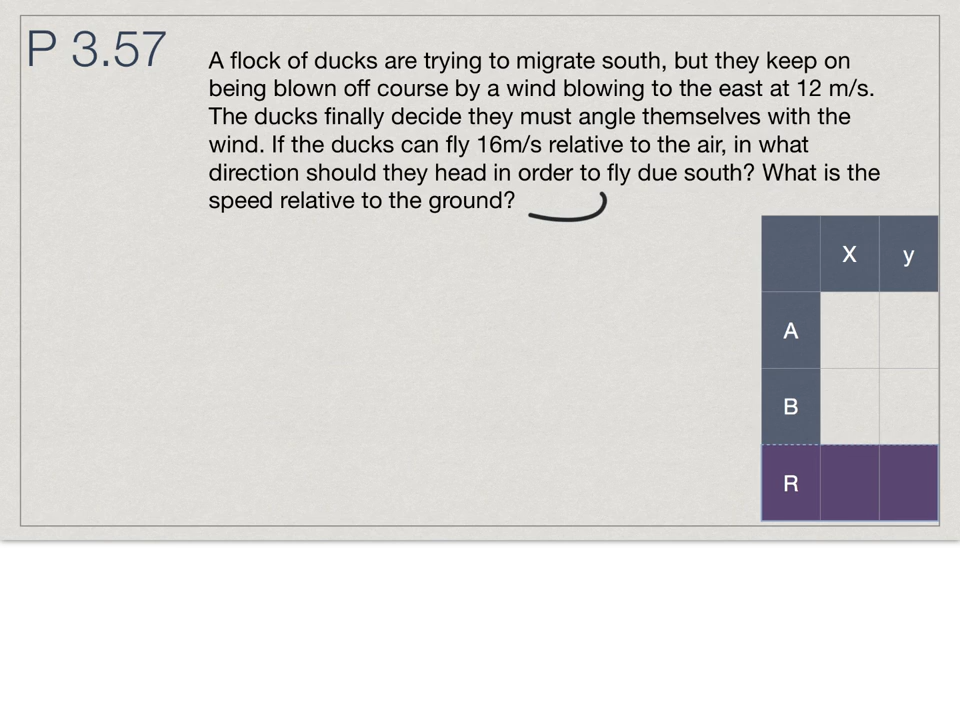 P 3.57
A flock of ducks are trying to migrate south, but they keep on
being blown off course by a wind blowing to the east at 12 m/s.
The ducks finally decide they must angle themselves with the
wind. If the ducks can fly 16m/s relative to the air, in what
direction should they head in order to fly due south? What is the
speed relative to the ground?
X y
A
B
R